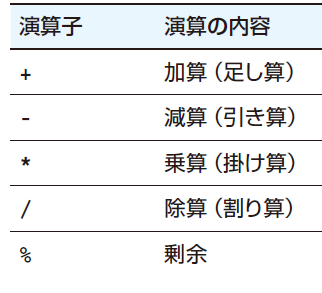 演算子 演算の内容
+ 加算（足し算）
- 減算（引き算）
* 乗算（掛け算）
/ 除算（割り算）
% 剰余